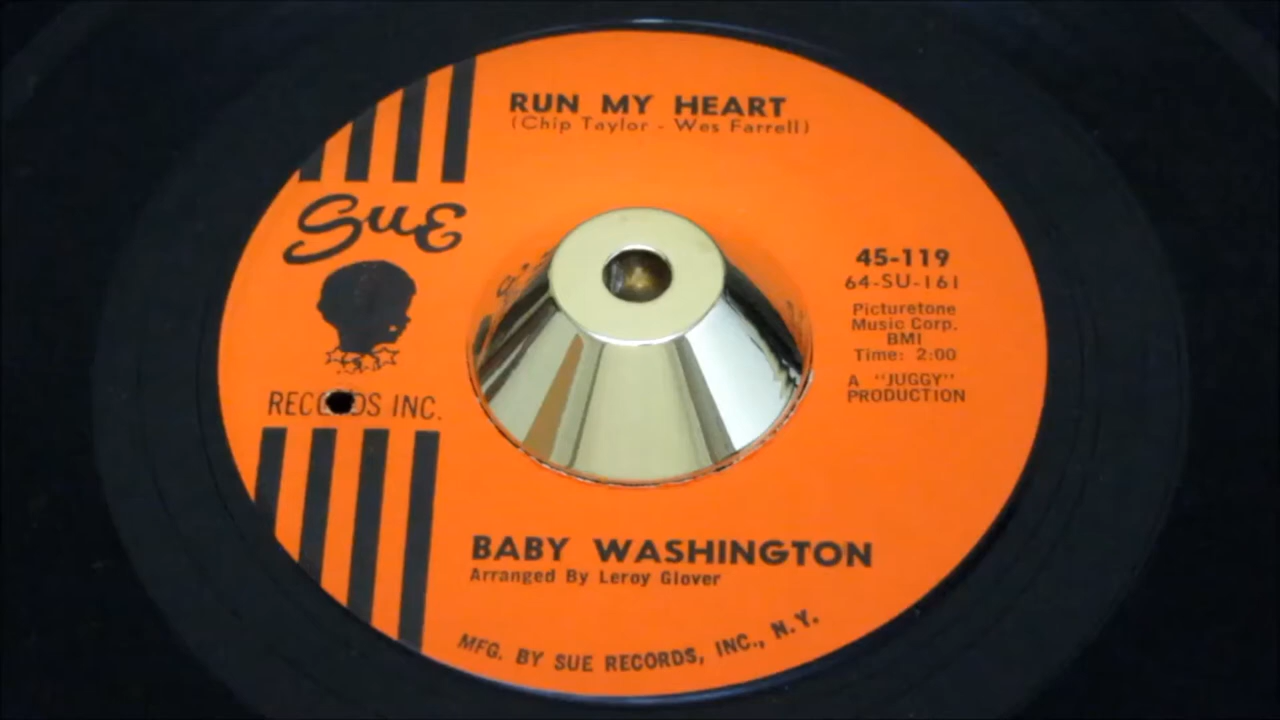 RUN MY HEART
(Chip Taylor - Wes Farrell)
Sue
RECORDS INC.
45-119
64-SU-161
Picturetone
Music Corp.
BMI
Time: 2:00
A "JUGGY"
PRODUCTION
BABY WASHINGTON
Arranged By Leroy Glover
MFG. BY SUE RECORDS, INC., N.Y.